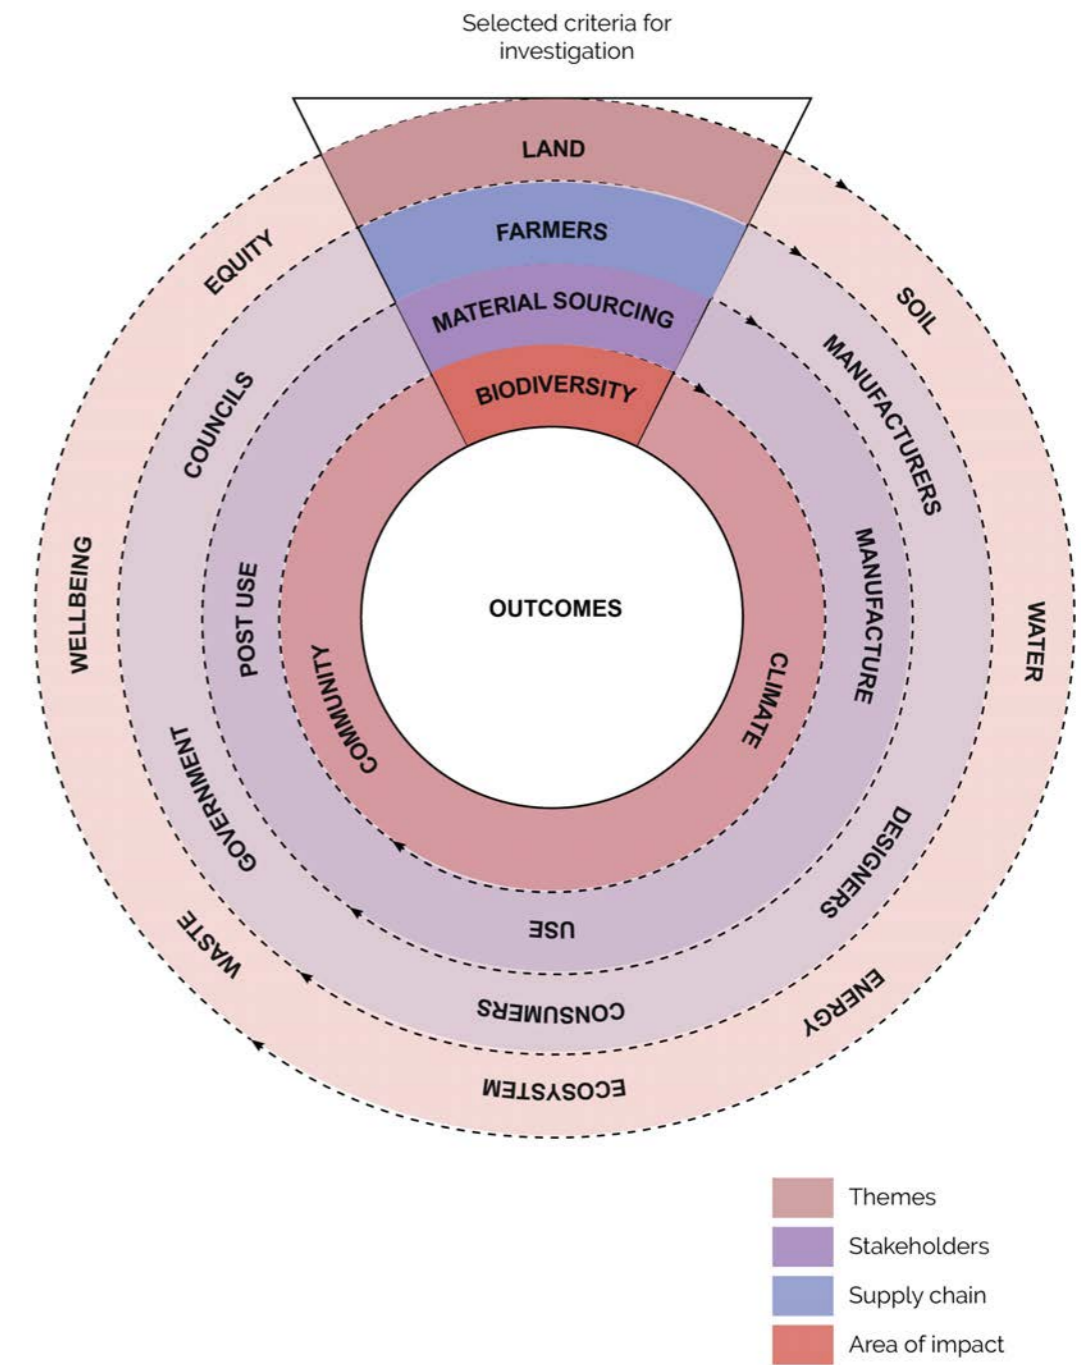 Selected criteria for
investigation
LAND
FARMERS
MATERIAL SOURCING
BIODIVERSITY
EQUITY
SOIL
COUNCILS
MANUFACTURERS
WELLBEING
POST USE
MANUFACTURE
WATER
OUTCOMES
COMMUNITY
CLIMATE
GOVERNMENT
DESIGNERS
WASTE
USE
ENERGY
CONSUMERS
ECOSYSTEM
Themes
Stakeholders
Supply chain
Area of impact